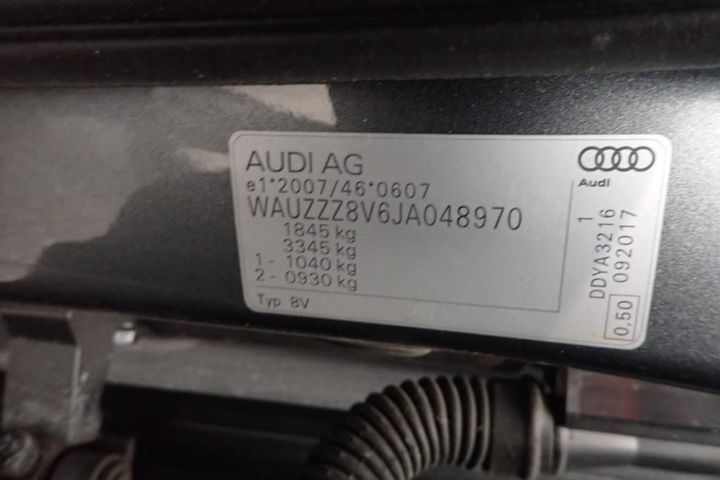 AUDI AG
e1*2007/46*0607
WAUZZZ8V6JA048970
1845 kg
3345 kg
1 - 1040 kg
2 - 0930 kg
Typ 8V
Audi
1
DDYA3216
092017
0.50